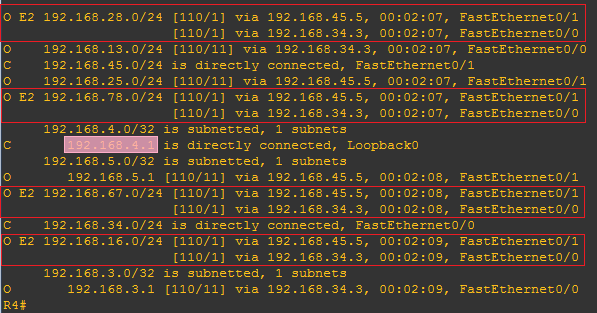 O E2 192.168.28.0/24 [110/1] via 192.168.45.5, 00:02:07, FastEthernet0/1
[110/1] via 192.168.34.3, 00:02:07, FastEthernet0/0
O 192.168.13.0/24 [110/11] via 192.168.34.3, 00:02:07, FastEthernet0/0
C 192.168.45.0/24 is directly connected, FastEthernet0/1
O 192.168.25.0/24 [110/11] via 192.168.45.5, 00:02:07, FastEthernet0/1
O E2 192.168.78.0/24 [110/1] via 192.168.45.5, 00:02:07, FastEthernet0/1
[110/1] via 192.168.34.3, 00:02:07, FastEthernet0/0
192.168.4.0/32 is subnetted, 1 subnets
C 192.168.4.1 is directly connected, Loopback0
192.168.5.0/32 is subnetted, 1 subnets
O 192.168.5.1 [110/11] via 192.168.45.5, 00:02:08, FastEthernet0/1
O E2 192.168.67.0/24 [110/1] via 192.168.45.5, 00:02:08, FastEthernet0/1
[110/1] via 192.168.34.3, 00:02:08, FastEthernet0/0
C 192.168.34.0/24 is directly connected, FastEthernet0/0
O E2 192.168.16.0/24 [110/1] via 192.168.45.5, 00:02:09, FastEthernet0/1
[110/1] via 192.168.34.3, 00:02:09, FastEthernet0/0
192.168.3.0/32 is subnetted, 1 subnets
O 192.168.3.1 [110/11] via 192.168.34.3, 00:02:09, FastEthernet0/0
R4#